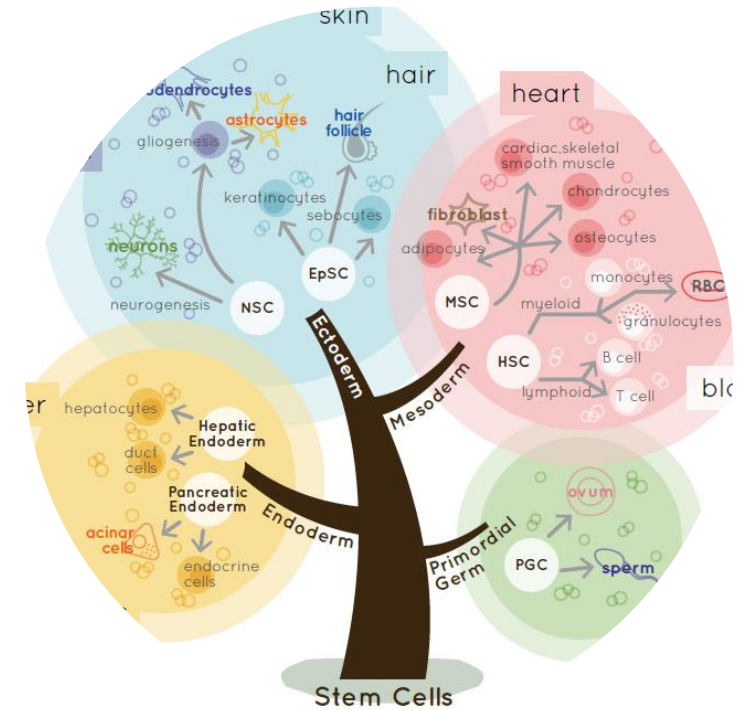 skin
hair
heart
odendrocytes
astrocytes
gliogenesis
hair
follicle
keratinocytes
sebocytes
neurons
neurogenesis
NSC
EpSC
cardiac,skeletal
smooth muscle
chondrocytes
fibroblast
adipocytes
osteocytes
MSC
monocytes
RBC
myeloid
granulocytes
HSC
B cell
lymphoid
T cell
Ectoderm
Mesoderm
hepatocytes
Hepatic
Endoderm
duct
cells
Pancreatic
Endoderm
acinar
cells
endocrine
cells
Endoderm
Primordial
Germ
ovum
PGC
sperm
Stem Cells